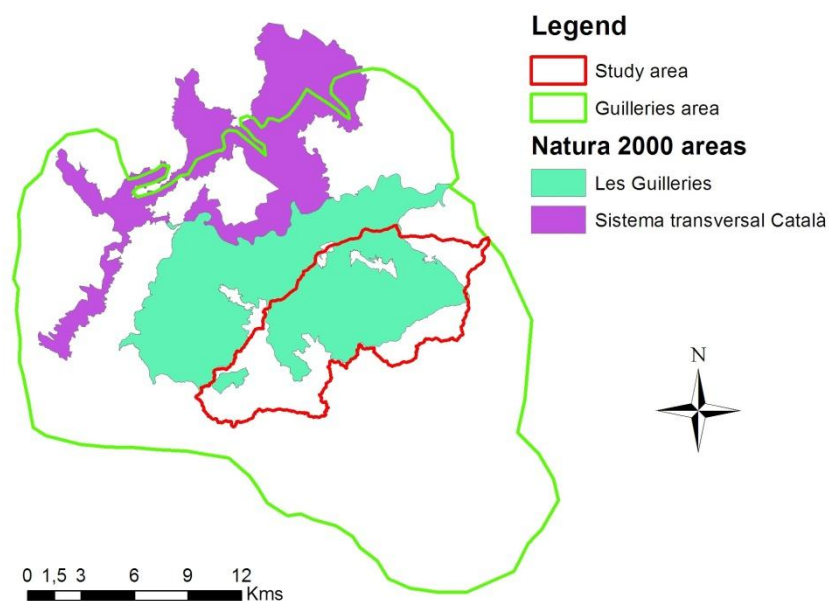 Legend
Study area
Guilleries area
Natura 2000 areas
Les Guilleries
Sistema transversal Català
N
0 1,5 3 6 9 12
Kms